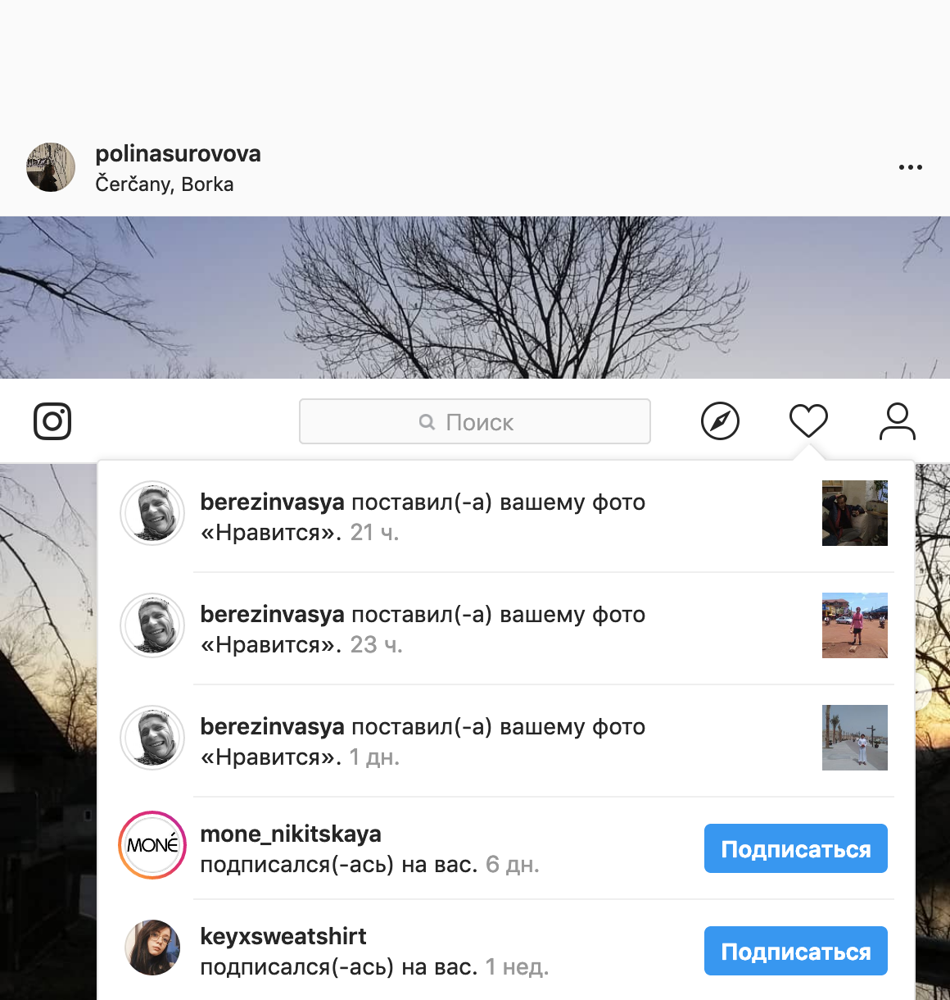 polinasurovova
Čerčany, Borka
Поиск
berezinvasya поставил(-а) вашему фото
«Нравится». 21 ч.
berezinvasya поставил(-а) вашему фото
«Нравится». 23 ч.
berezinvasya поставил(-а) вашему фото
«Нравится». 1 дн.
MONÉ
mone_nikitskaya
подписался(-ась) на вас. 6 дн.
Подписаться
keyxsweatshirt
подписался(-ась) на вас. 1 нед.
Подписаться